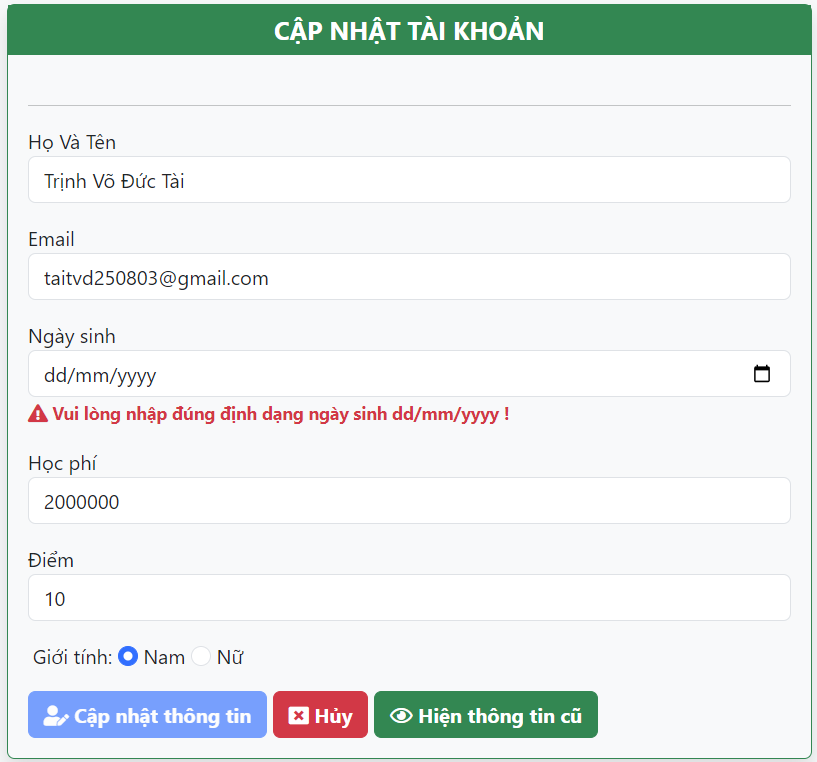 CẬP NHẬT TÀI KHOẢN
Họ Và Tên
Trịnh Võ Đức Tài
Email
taitvd250803@gmail.com
Ngày sinh
dd/mm/yyyy
Vui lòng nhập đúng định dạng ngày sinh dd/mm/yyyy !
Học phí
2000000
Điểm
10
Giới tính: Nam Nữ
Cập nhật thông tin Hủy Hiện thông tin cũ